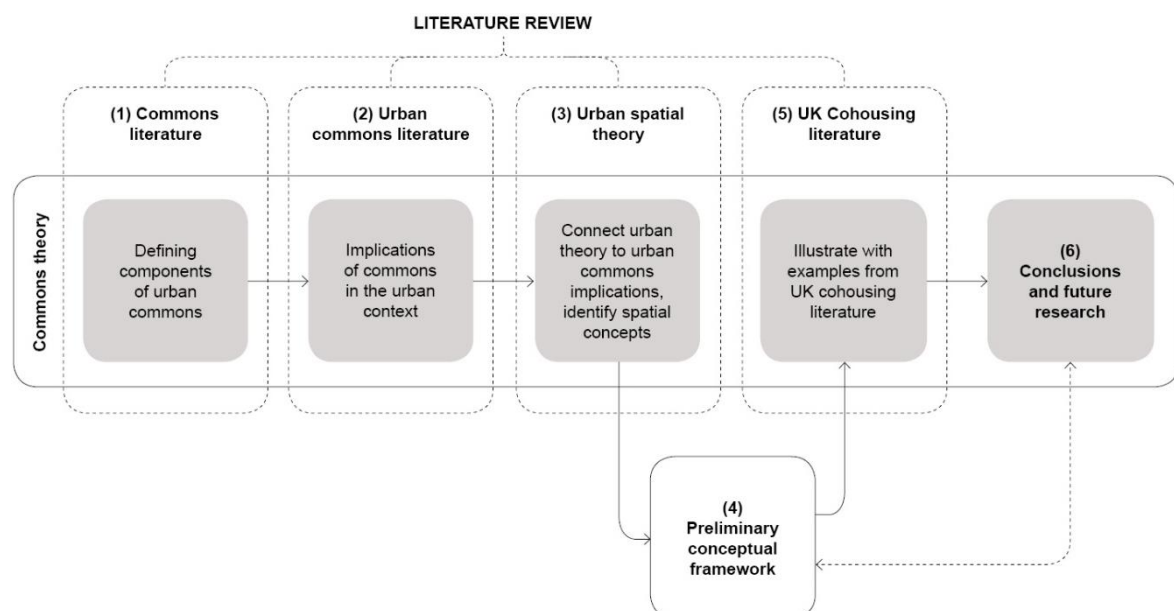 LITERATURE REVIEW
(1) Commons
literature
(2) Urban
commons literature
(3) Urban spatial
theory
(5) UK Cohousing
literature
Commons theory
Defining
components
of urban
commons
Implications
of commons
in the urban
context
Connect urban
theory to urban
commons
implications,
identify spatial
concepts
Illustrate with
examples from
UK cohousing
literature
(6)
Conclusions
and future
research
(4)
Preliminary
conceptual
framework